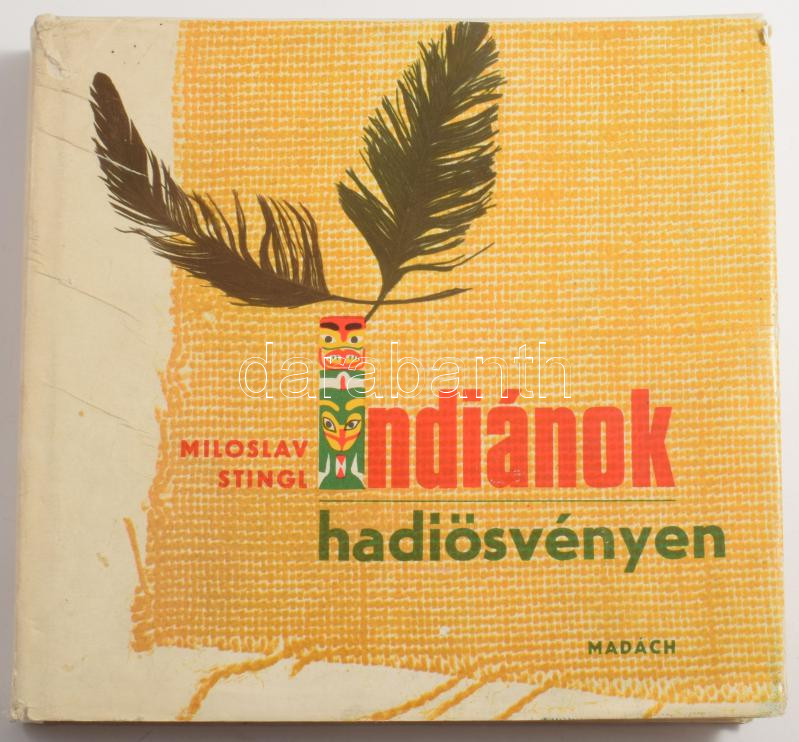 MILOSLAV
STINGL
Indiánok
hadiösvényen
MADÁCH
darabanth